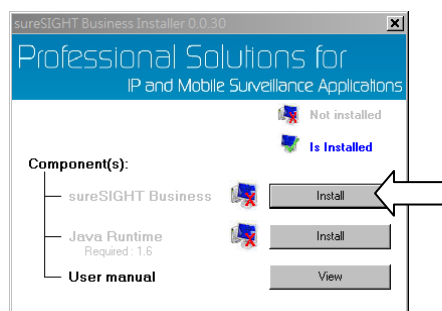 sureSIGHT Business Installer 0.0.30
Professional Solutions for
IP and Mobile Surveillance Applications
Not installed
Is Installed
Component(s):
sureSIGHT Business
Install
Java Runtime
Install
Required : 1.6
User manual
View